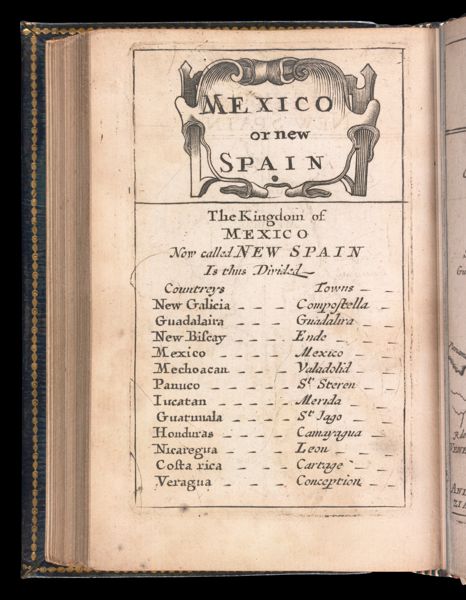 MEXICO
or new
SPAIN
The Kingdom of
MEXICO
Now called NEW SPAIN
Is thus Divided
Countreys Towns
New Galicia Compostella
Guadalaira Guadalira
New Biscay Ende
Mexico Mexico
Mechoacan Valadolid
Panuco St. Steren
Iucatan Merida
Guatimala St. Jago
Honduras Camayagua
Nicaregua Leon
Costa rica Cartage
Veragua Conception